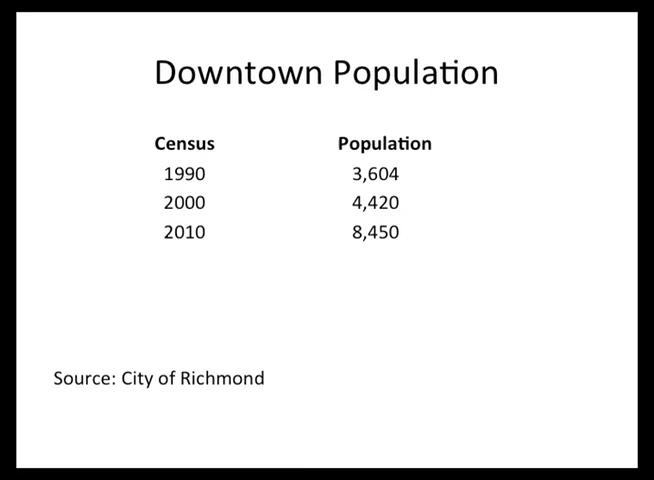 Downtown Population
Census Population
1990 3,604
2000 4,420
2010 8,450
Source: City of Richmond